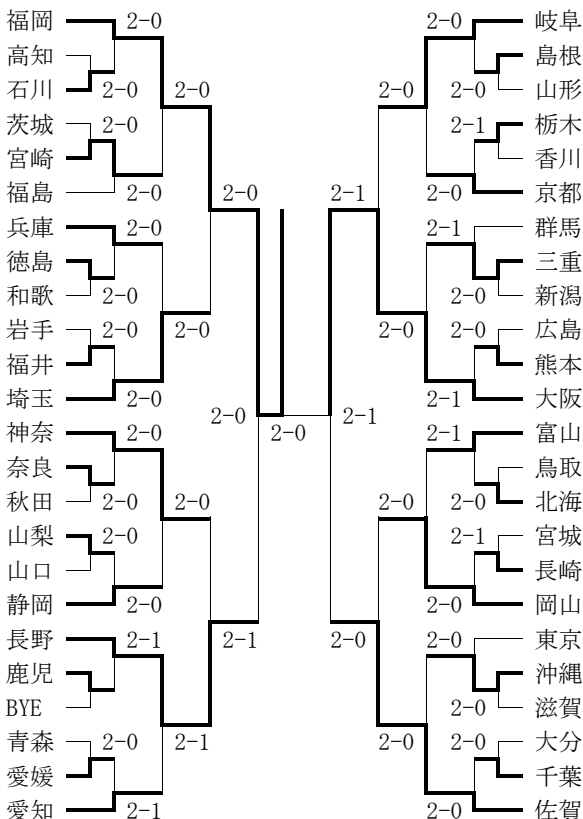 福岡 2-0 2-0 岐阜
高知 島根
石川 2-0 2-0 2-0 2-0 山形
茨城 2-0 2-1 栃木
宮崎 香川
福島 2-0 2-0 2-1 2-0 京都
兵庫 2-0 2-1 群馬
徳島 三重
和歌 2-0 2-0 新潟
岩手 2-0 2-0 2-0 2-0 広島
福井 熊本
埼玉 2-0 2-1 大阪
神奈 2-0 2-0 2-0 2-1 2-1 富山
奈良 鳥取
秋田 2-0 2-0 2-0 2-0 北海
山梨 2-0 2-1 宮城
山口 長崎
静岡 2-0 岡山
長野 2-1 2-1 2-0 2-0 東京
鹿児 沖縄
BYE 2-0 滋賀
青森 2-0 2-1 2-0 2-0 大分
愛媛 千葉
愛知 2-1 2-0 佐賀